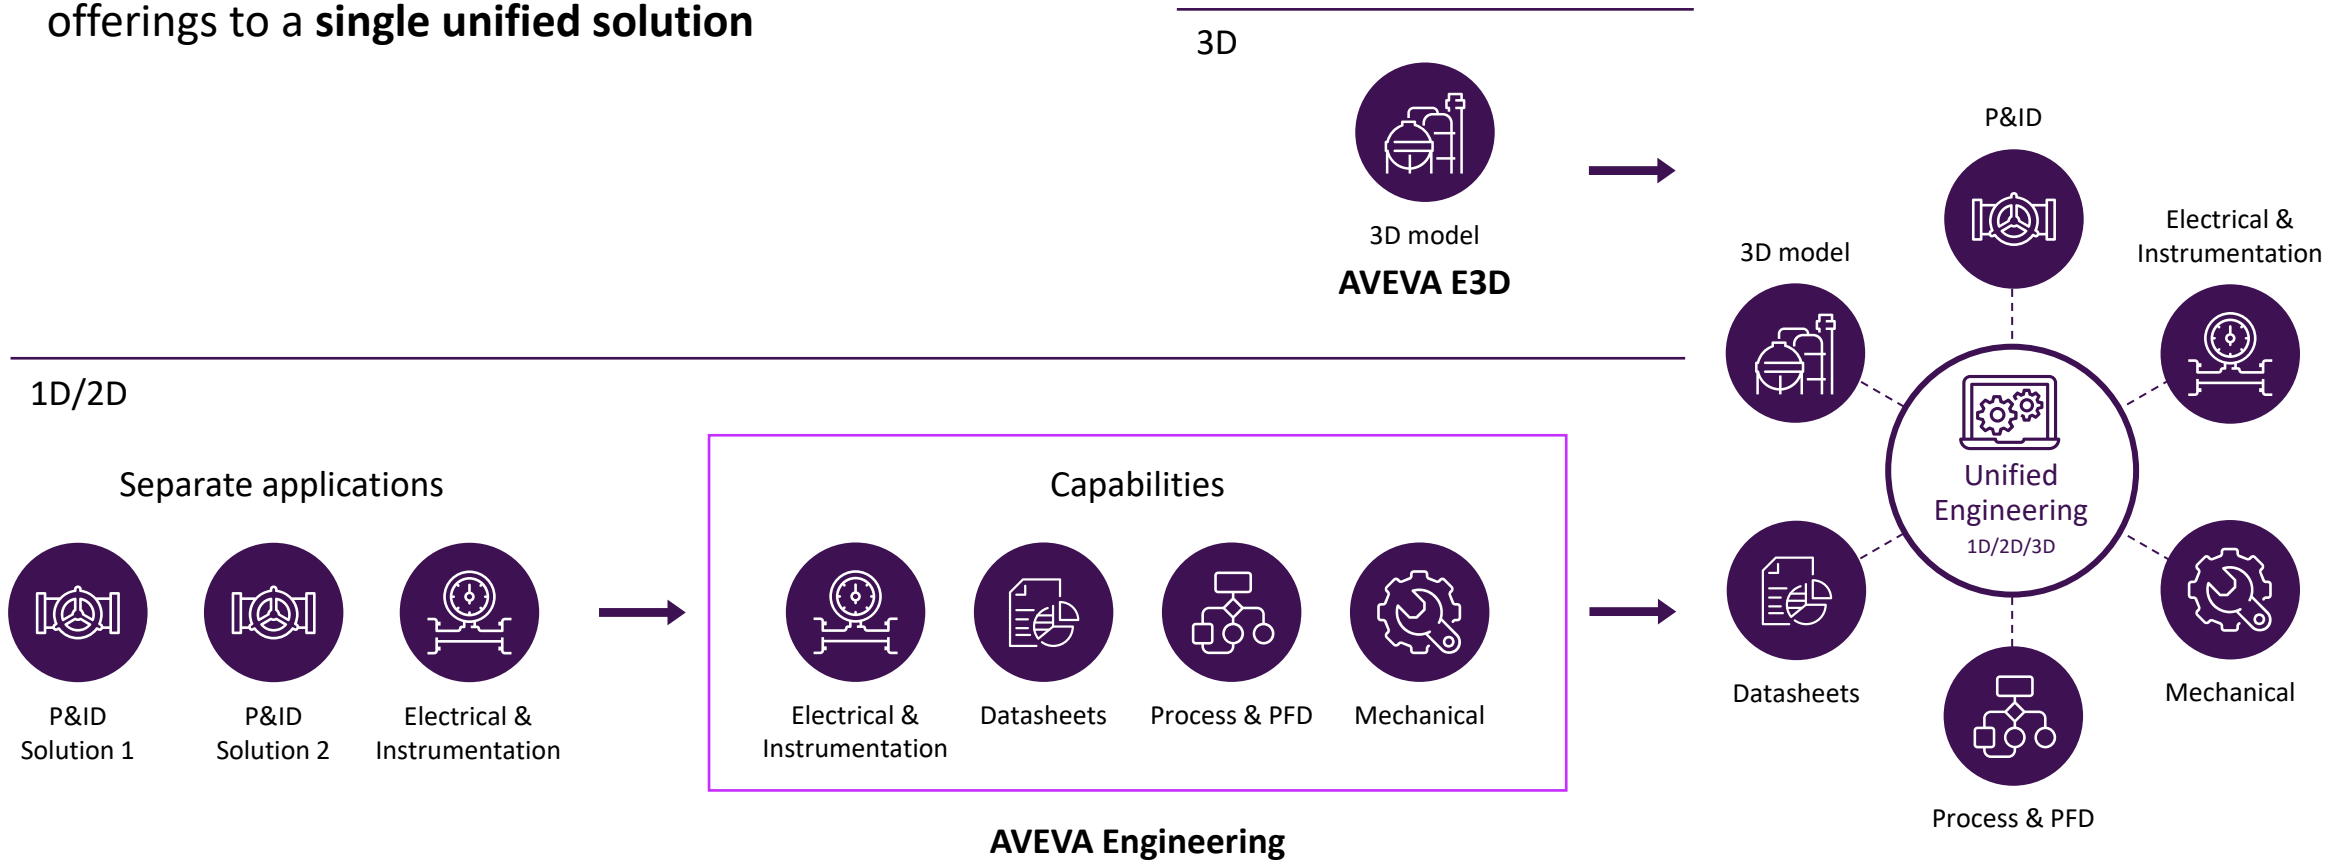 offerings to a single unified solution
3D
3D model
AVEVA E3D
1D/2D
Separate applications
P&ID
Solution 1
P&ID
Solution 2
Electrical &
Instrumentation
Capabilities
Electrical &
Instrumentation
Datasheets
Process & PFD
Mechanical
AVEVA Engineering
P&ID
Electrical &
Instrumentation
3D model
Unified
Engineering
1D/2D/3D
Datasheets
Mechanical
Process & PFD